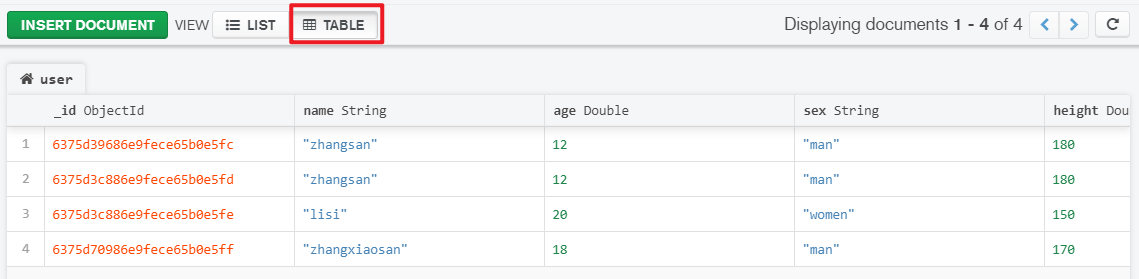 INSERT DOCUMENT VIEW LIST TABLE Displaying documents 1 - 4 of 4
user
_id ObjectId name String age Double sex String height Dou
1 6375d39686e9fece65b0e5fc "zhangsan" 12 "man" 180
2 6375d3c886e9fece65b0e5fd "zhangsan" 12 "man" 180
3 6375d3c886e9fece65b0e5fe "lisi" 20 "women" 150
4 6375d70986e9fece65b0e5ff "zhangxiaosan" 18 "man" 170